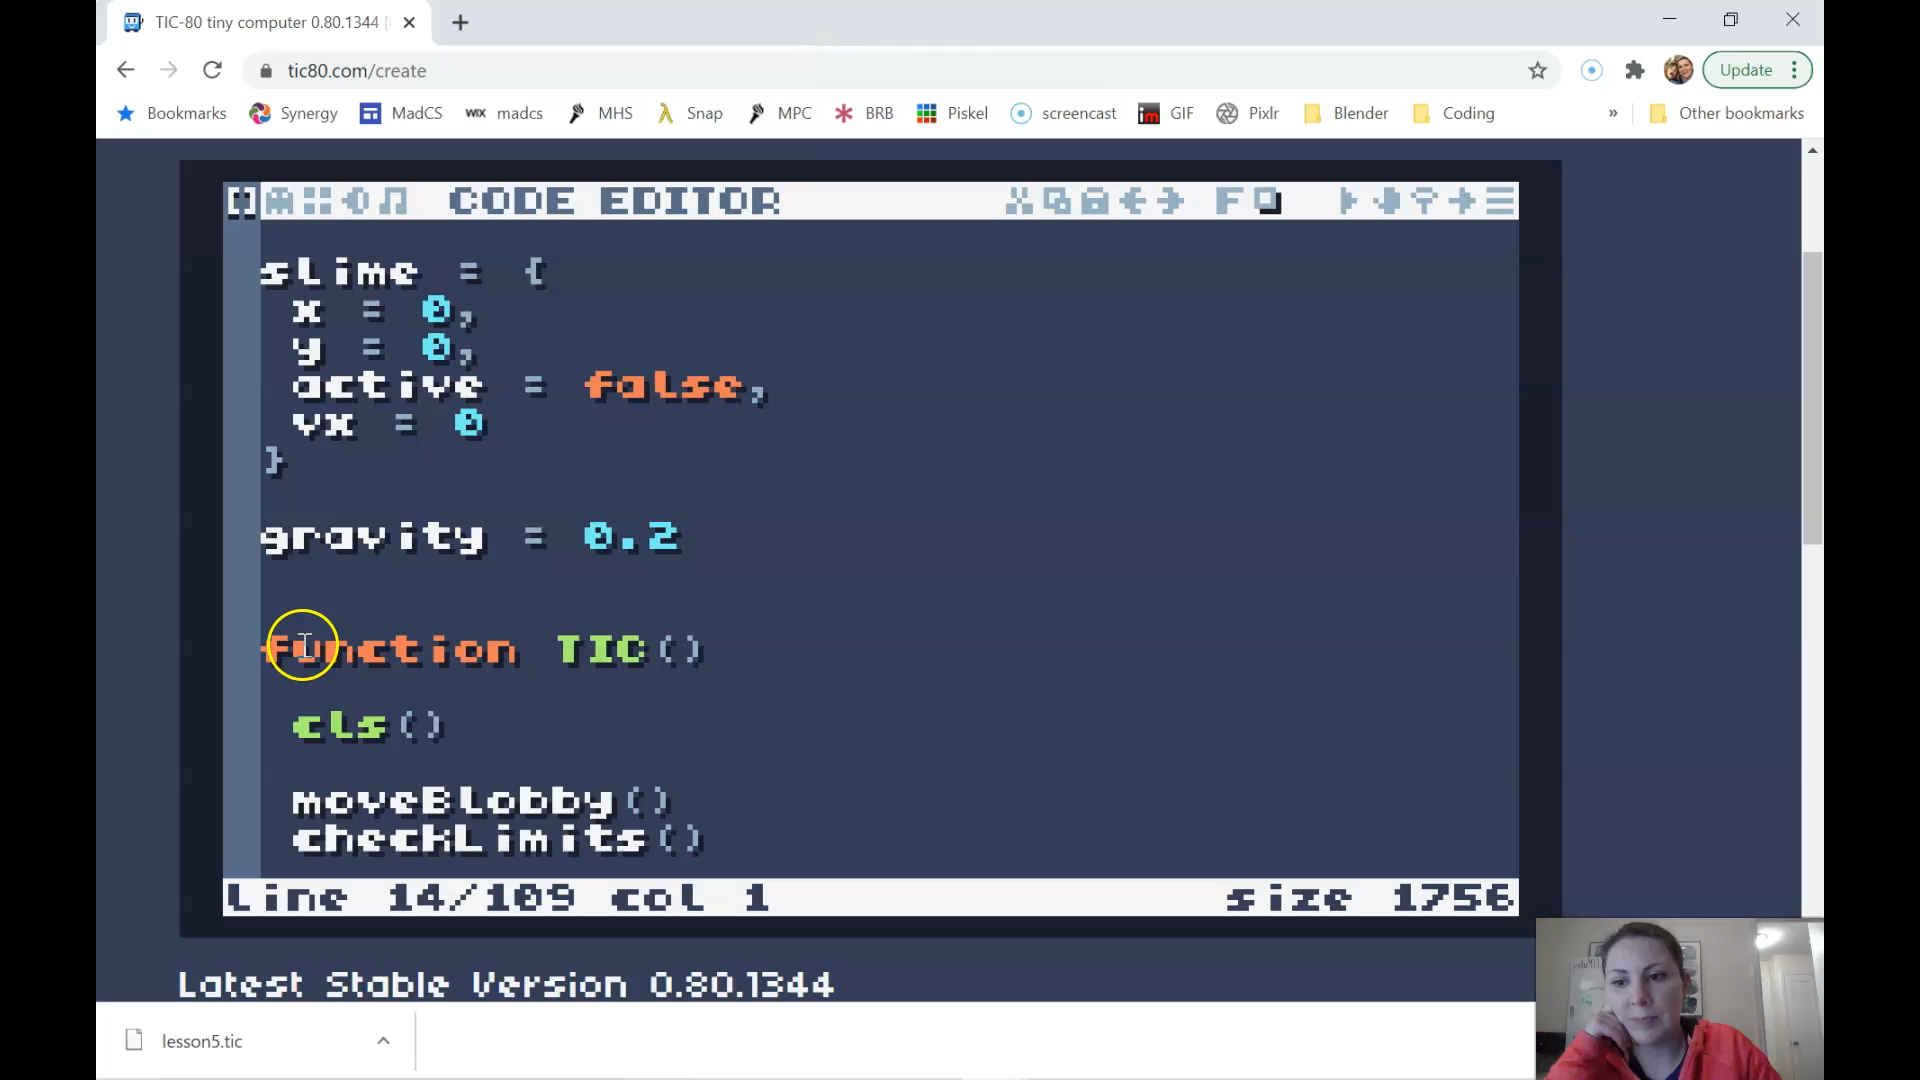 TIC-80 tiny computer 0.80.1344
tic80.com/create
Update
Bookmarks Synergy MadCS WIX madcs MHS Snap MPC BRB Piskel screencast im GIF Pixlr Blender Coding » Other bookmarks
CODE EDITOR
slime = {
x = 0,
y = 0,
active = false,
vx = 0
}
gravity = 0.2
function TIC()
cls()
moveBlobby()
checkLimits()
line 14/109 col 1 size 1756
Latest Stable Version 0.80.1344
lesson5.tic